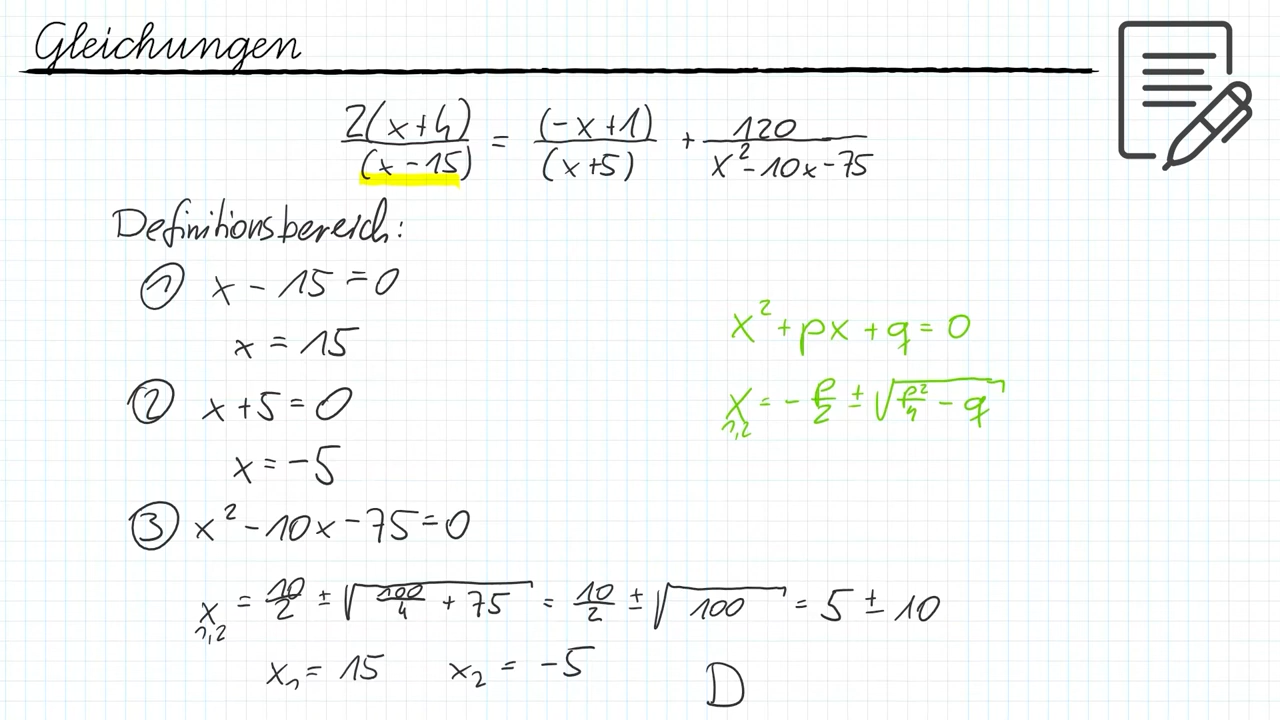 Gleichungen
2(x+4)/(x-15) = (-x+1)/(x+5) + 120/(x²-10x-75)
Definitionsbereich:
① x - 15 = 0
x = 15
② x + 5 = 0
x = -5
③ x² - 10x - 75 = 0
x₁,₂ = 10/2 ± √(100/4 + 75) = 10/2 ± √100 = 5 ± 10
x₁ = 15 x₂ = -5 D
x² + px + q = 0
x₁,₂ = - p/2 ± √(p²/4 - q)